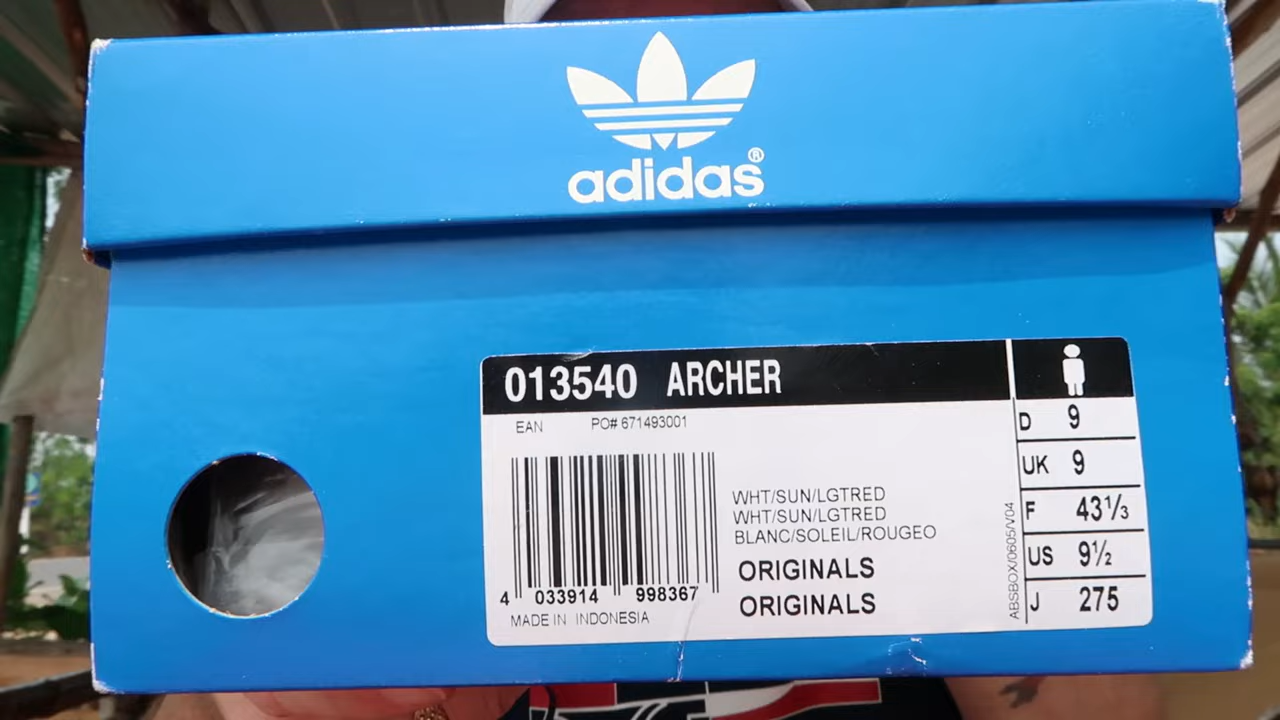 adidas®
013540 ARCHER
EAN PO# 671493001
WHT/SUN/LGTRED
WHT/SUN/LGTRED
BLANC/SOLEIL/ROUGEO
ORIGINALS
ORIGINALS
4 033914 998367
MADE IN INDONESIA
ABSBOX/0605/V04
D 9
UK 9
F 43⅓
US 9½
J 275